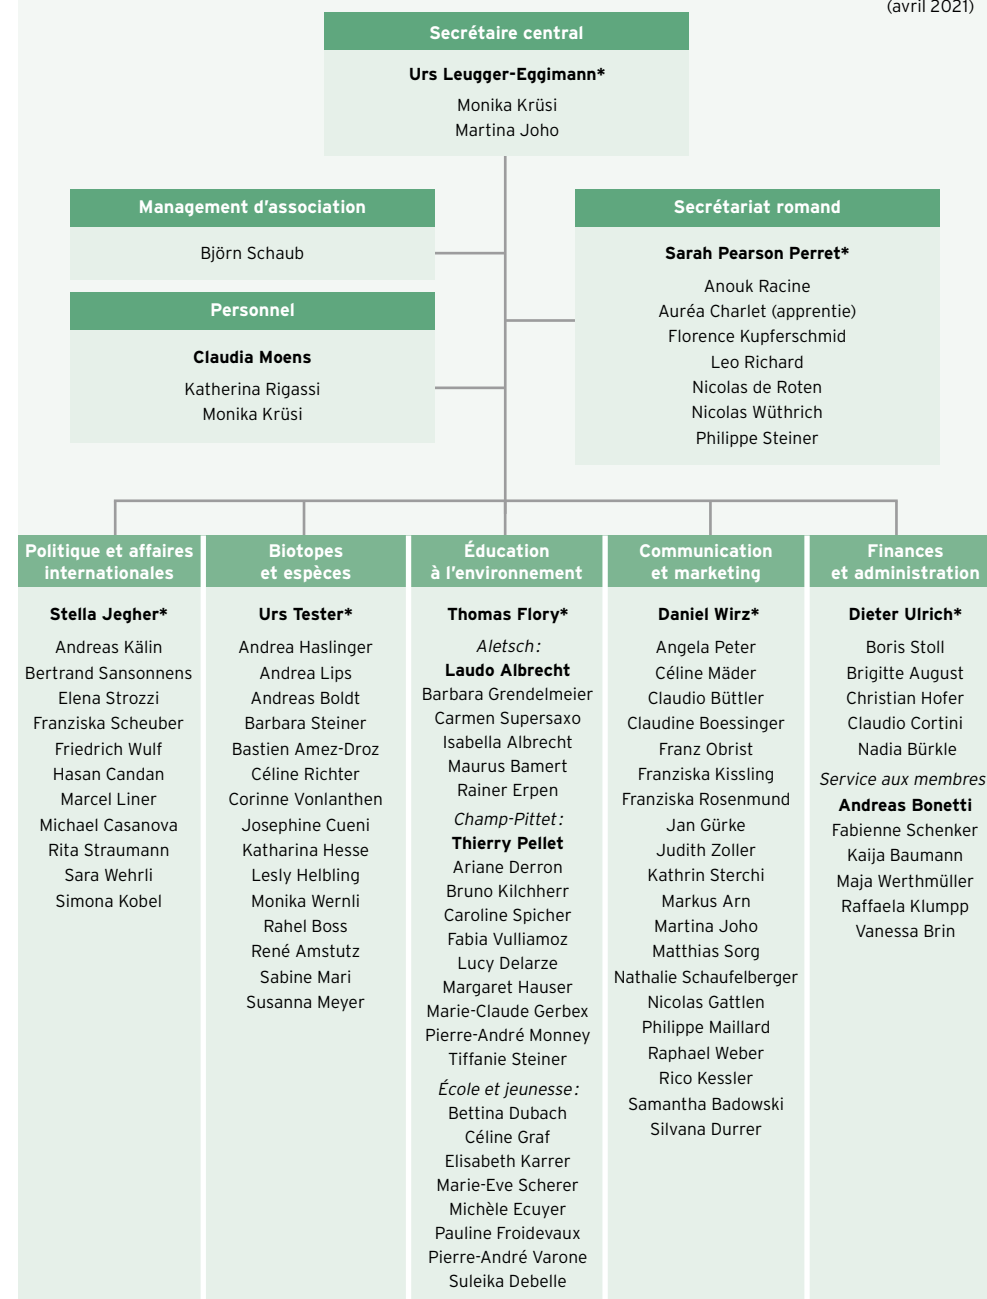 (avril 2021)
Secrétaire central
Urs Leugger-Eggimann*
Monika Krüsi
Martina Joho
Management d’association
Björn Schaub
Personnel
Claudia Moens
Katherina Rigassi
Monika Krüsi
Secrétariat romand
Sarah Pearson Perret*
Anouk Racine
Auréa Charlet (apprentie)
Florence Kupferschmid
Leo Richard
Nicolas de Roten
Nicolas Wüthrich
Philippe Steiner
Politique et affaires
internationales
Stella Jegher*
Andreas Kälin
Bertrand Sansonnens
Elena Strozzi
Franziska Scheuber
Friedrich Wulf
Hasan Candan
Marcel Liner
Michael Casanova
Rita Straumann
Sara Wehrli
Simona Kobel
Biotopes
et espèces
Urs Tester*
Andrea Haslinger
Andrea Lips
Andreas Boldt
Barbara Steiner
Bastien Amez-Droz
Céline Richter
Corinne Vonlanthen
Josephine Cueni
Katharina Hesse
Lesly Helbling
Monika Wernli
Rahel Boss
René Amstutz
Sabine Mari
Susanna Meyer
Éducation
à l’environnement
Thomas Flory*
Aletsch:
Laudo Albrecht
Barbara Grendelmeier
Carmen Supersaxo
Isabella Albrecht
Maurus Bamert
Rainer Erpen
Champ-Pittet:
Thierry Pellet
Ariane Derron
Bruno Kilchherr
Caroline Spicher
Fabia Vulliamoz
Lucy Delarze
Margaret Hauser
Marie-Claude Gerbex
Pierre-André Monney
Tiffanie Steiner
École et jeunesse:
Bettina Dubach
Céline Graf
Elisabeth Karrer
Marie-Eve Scherer
Michèle Ecuyer
Pauline Froidevaux
Pierre-André Varone
Suleika Debelle
Communication
et marketing
Daniel Wirz*
Angela Peter
Céline Mäder
Claudio Büttler
Claudine Boessinger
Franz Obrist
Franziska Kissling
Franziska Rosenmund
Jan Gürke
Judith Zoller
Kathrin Sterchi
Markus Arn
Martina Joho
Matthias Sorg
Nathalie Schaufelberger
Nicolas Gattlen
Philippe Maillard
Raphael Weber
Rico Kessler
Samantha Badowski
Silvana Durrer
Finances
et administration
Dieter Ulrich*
Boris Stoll
Brigitte August
Christian Hofer
Claudio Cortini
Nadia Bürkle
Service aux membres
Andreas Bonetti
Fabienne Schenker
Kaija Baumann
Maja Werthmüller
Raffaela Klumpp
Vanessa Brin